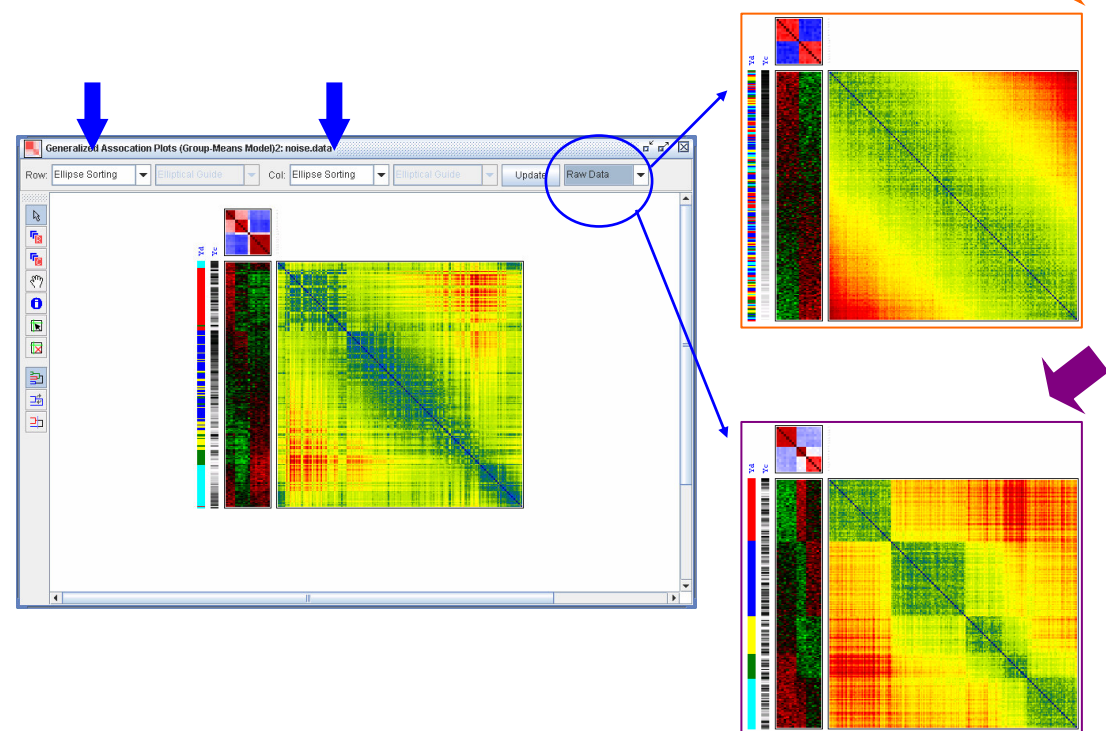 Generalized Assocation Plots (Group-Means Model)2: noise.data
Row: Ellipse Sorting Elliptical Guide Col: Ellipse Sorting Elliptical Guide Update Raw Data
Yd Yc
Yd Yc
Yd Yc